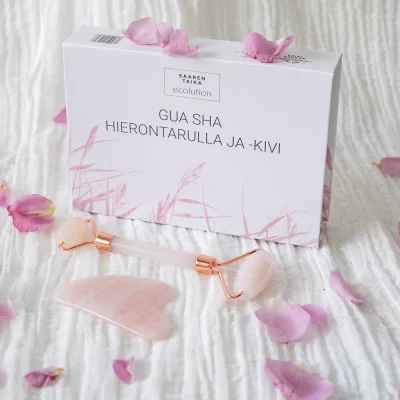 SAAREN
TAIKA
ecolution
GUA SHA
HIERONTARULLA JA -KIVI